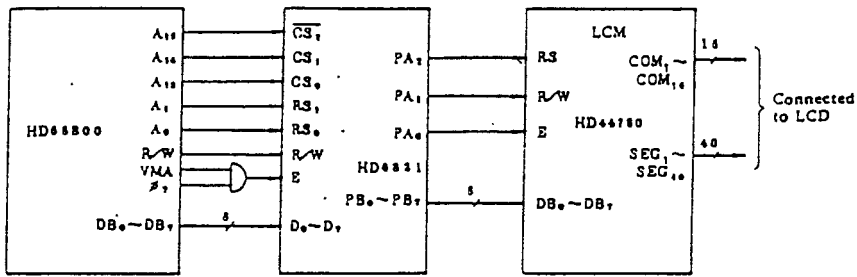 A₁₅
A₁₄
A₁₃
A₁
A₀
R/W
VMA
ø₂
DB₀~DB₇
HD68B00
8
CS₂
CS₁
CS₀
RS₁
RS₀
R/W
E
D₀~D₇
HD6821
PA₂
PA₁
PA₀
PB₀~PB₇
8
LCM
RS
R/W
E
DB₀~DB₇
HD44780
COM₁~
COM₁₆
SEG₁~
SEG₄₀
16
40
Connected
to LCD